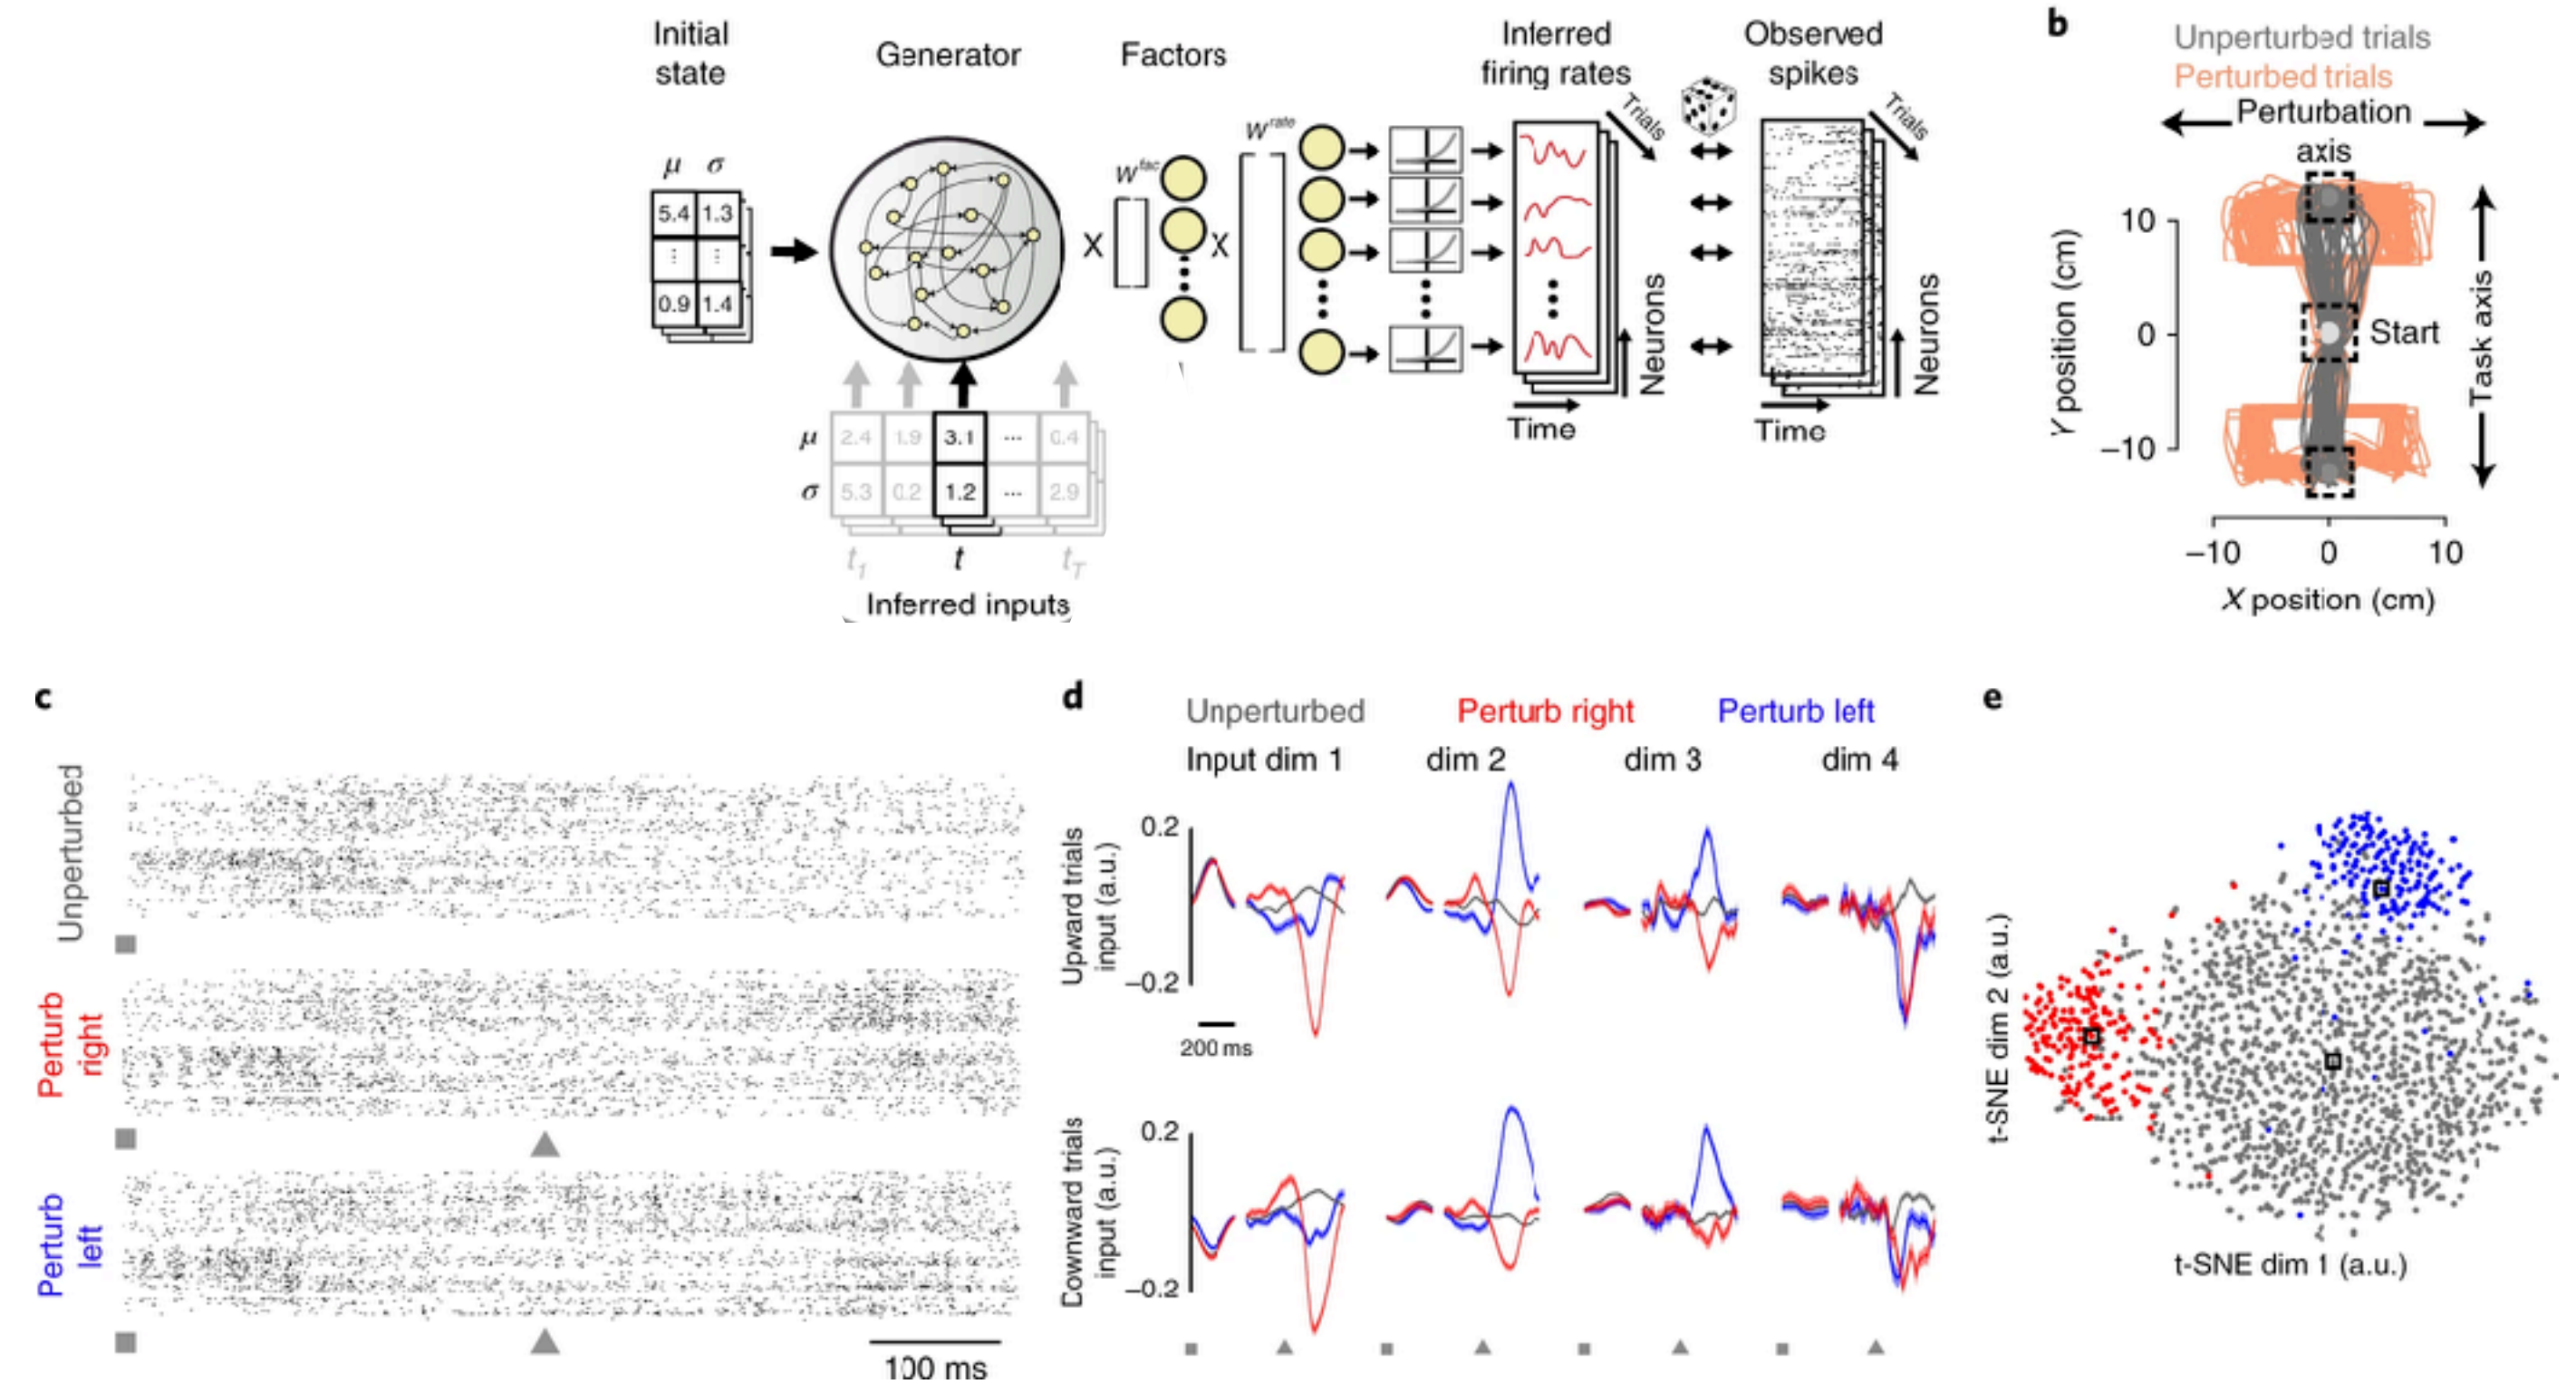 Initial
state
Generator
Factors
Inferred
firing rates
Observed
spikes
μ σ
5.4 1.3
⋮ ⋮
0.9 1.4
X
W^fac
X
W^rate
Trials
Neurons
Time
Trials
Neurons
Time
μ 2.4 1.9 3.1 ... 0.4
σ 5.3 0.2 1.2 ... 2.9
t_1 t t_T
Inferred inputs
b
Unperturbed trials
Perturbed trials
Perturbation
axis
Y position (cm)
10
0
–10
Start
Task axis
–10 0 10
X position (cm)
c
Unperturbed
Perturb
right
Perturb
left
100 ms
d
Unperturbed Perturb right Perturb left
Input dim 1 dim 2 dim 3 dim 4
Upward trials
input (a.u.)
0.2
–0.2
200 ms
Downward trials
input (a.u.)
0.2
–0.2
e
t-SNE dim 2 (a.u.)
t-SNE dim 1 (a.u.)